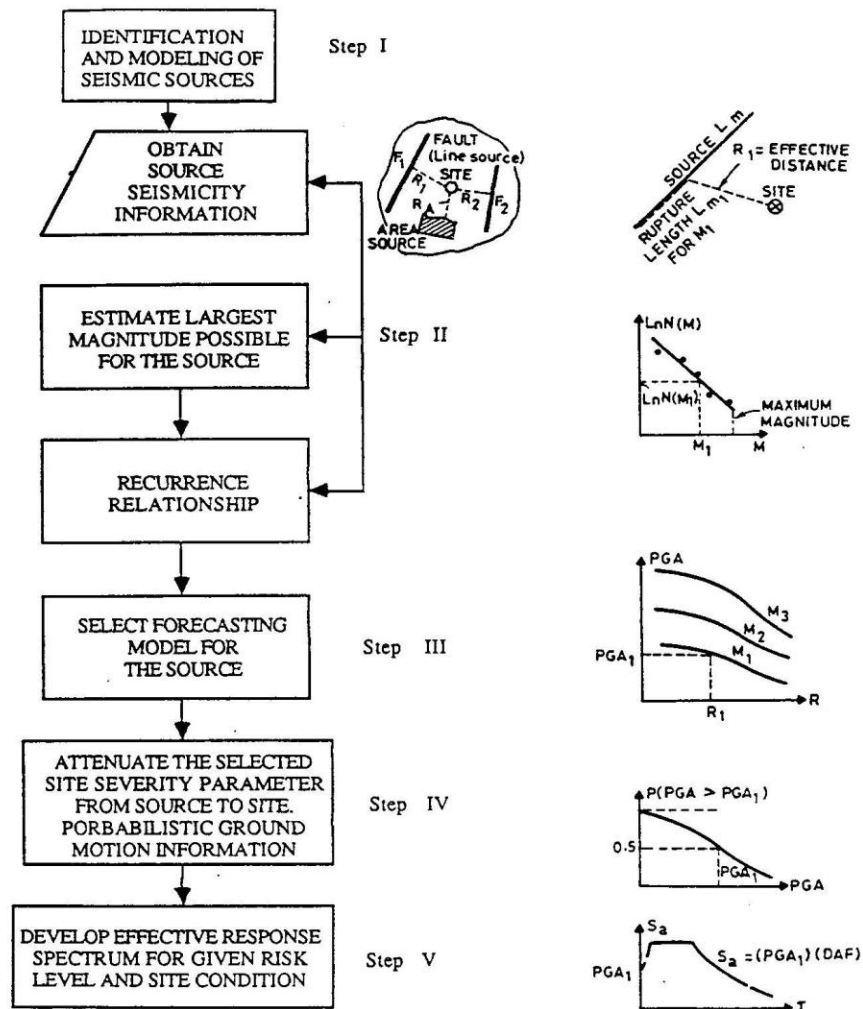 IDENTIFICATION
AND MODELING OF
SEISMIC SOURCES
Step I
OBTAIN
SOURCE
SEISMICITY
INFORMATION
FAULT
(Line source)
SITE
F1
R1
RA
R2
F2
AREA
SOURCE
SOURCE Lm
R1 = EFFECTIVE
DISTANCE
SITE
RUPTURE
LENGTH Lm1
FOR M1
ESTIMATE LARGEST
MAGNITUDE POSSIBLE
FOR THE SOURCE
Step II
LnN(M)
LnN(M1)
MAXIMUM
MAGNITUDE
M1
M
RECURRENCE
RELATIONSHIP
SELECT FORECASTING
MODEL FOR
THE SOURCE
Step III
PGA
M3
M2
M1
PGA1
R1
R
ATTENUATE THE SELECTED
SITE SEVERITY PARAMETER
FROM SOURCE TO SITE.
PORBABILISTIC GROUND
MOTION INFORMATION
Step IV
P(PGA > PGA1)
0.5
PGA1
PGA
DEVELOP EFFECTIVE RESPONSE
SPECTRUM FOR GIVEN RISK
LEVEL AND SITE CONDITION
Step V
Sa
Sa = (PGA1)(DAF)
PGA1
T